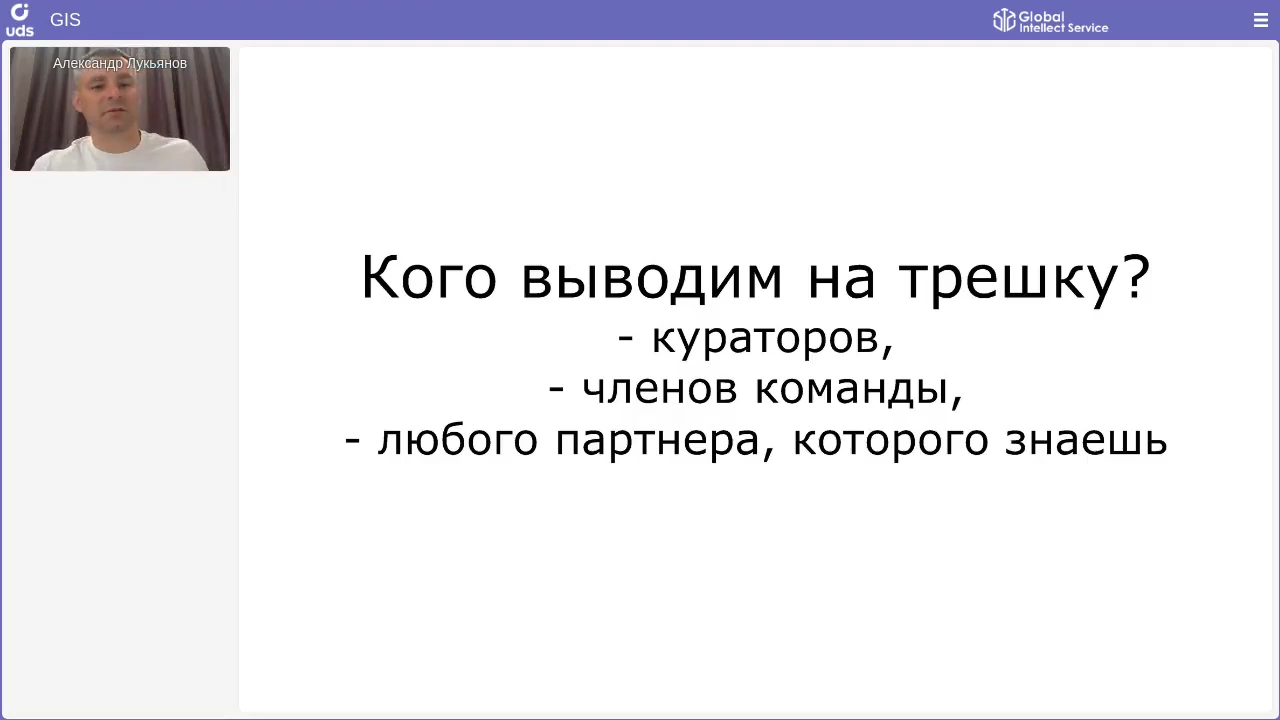 GIS
uds
Global
Intellect Service
Александр Лукьянов
Кого выводим на трешку?
- кураторов,
- членов команды,
- любого партнера, которого знаешь